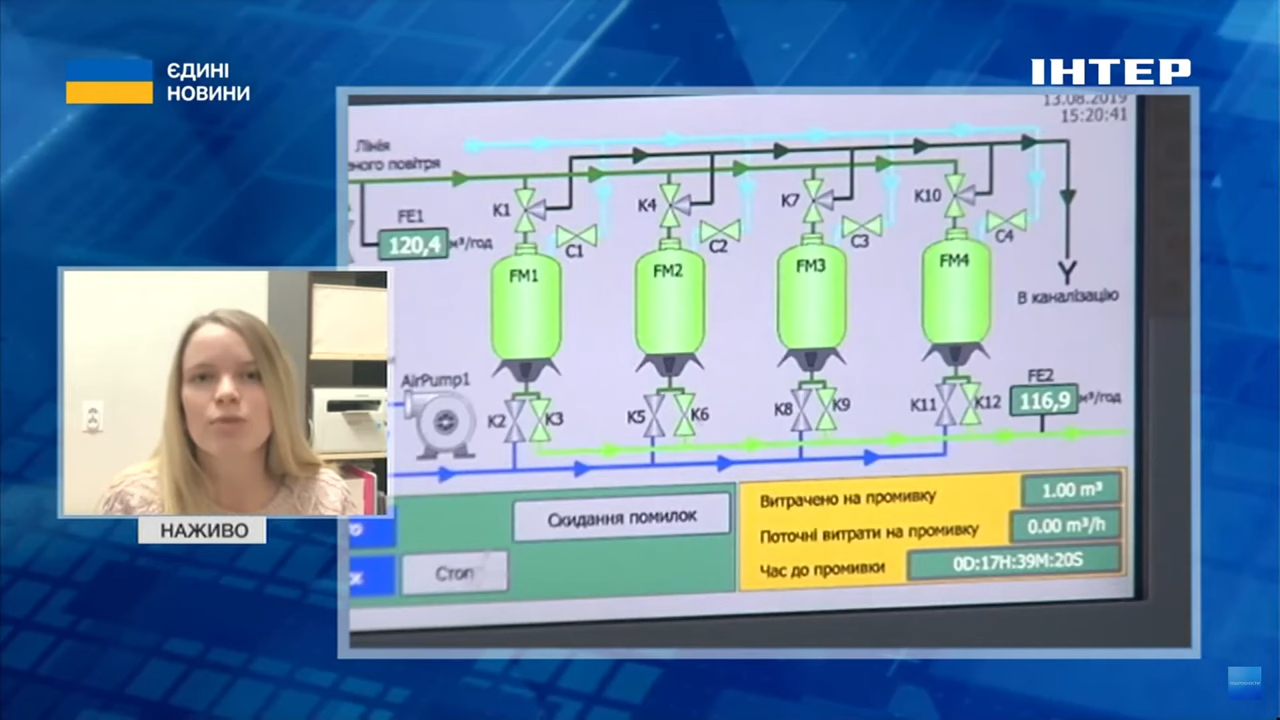 ЄДИНІ
НОВИНИ
ІНТЕР
13.08.2019
15:20:41
Лінія
повітря
K1
K4
K7
K10
FE1
120,4 м³/год
C1
C2
C3
C4
FM1
FM2
FM3
FM4
В каналізацію
AirPump1
FE2
116,9 м³/год
K2
K3
K5
K6
K8
K9
K11
K12
Витрачено на промивку 1.00 m³
Скидання помилок
Поточні витрати на промивку 0.00 m³/h
Стоп
Час до промивки 0D:17H:39M:20S
НАЖИВО